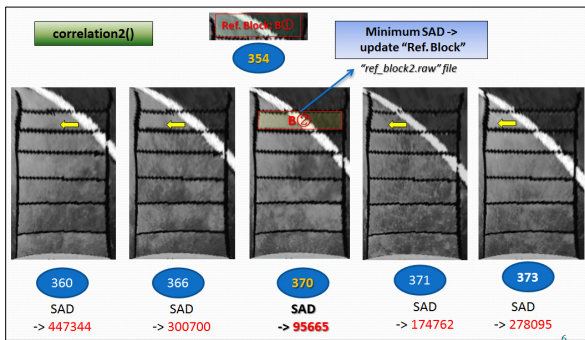 correlation2()
Ref. Block B①
354
Minimum SAD ->
update “Ref. Block”
“ref_block2.raw” file
B②
360
366
370
371
373
SAD
-> 447344
SAD
-> 300700
SAD
-> 95665
SAD
-> 174762
SAD
-> 278095
6